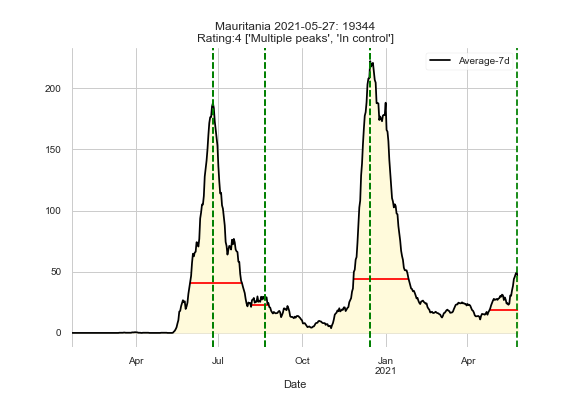 Mauritania 2021-05-27: 19344
Rating:4 ['Multiple peaks', 'In control']
Average-7d
200
150
100
50
0
Apr
Jul
Oct
Jan
2021
Apr
Date